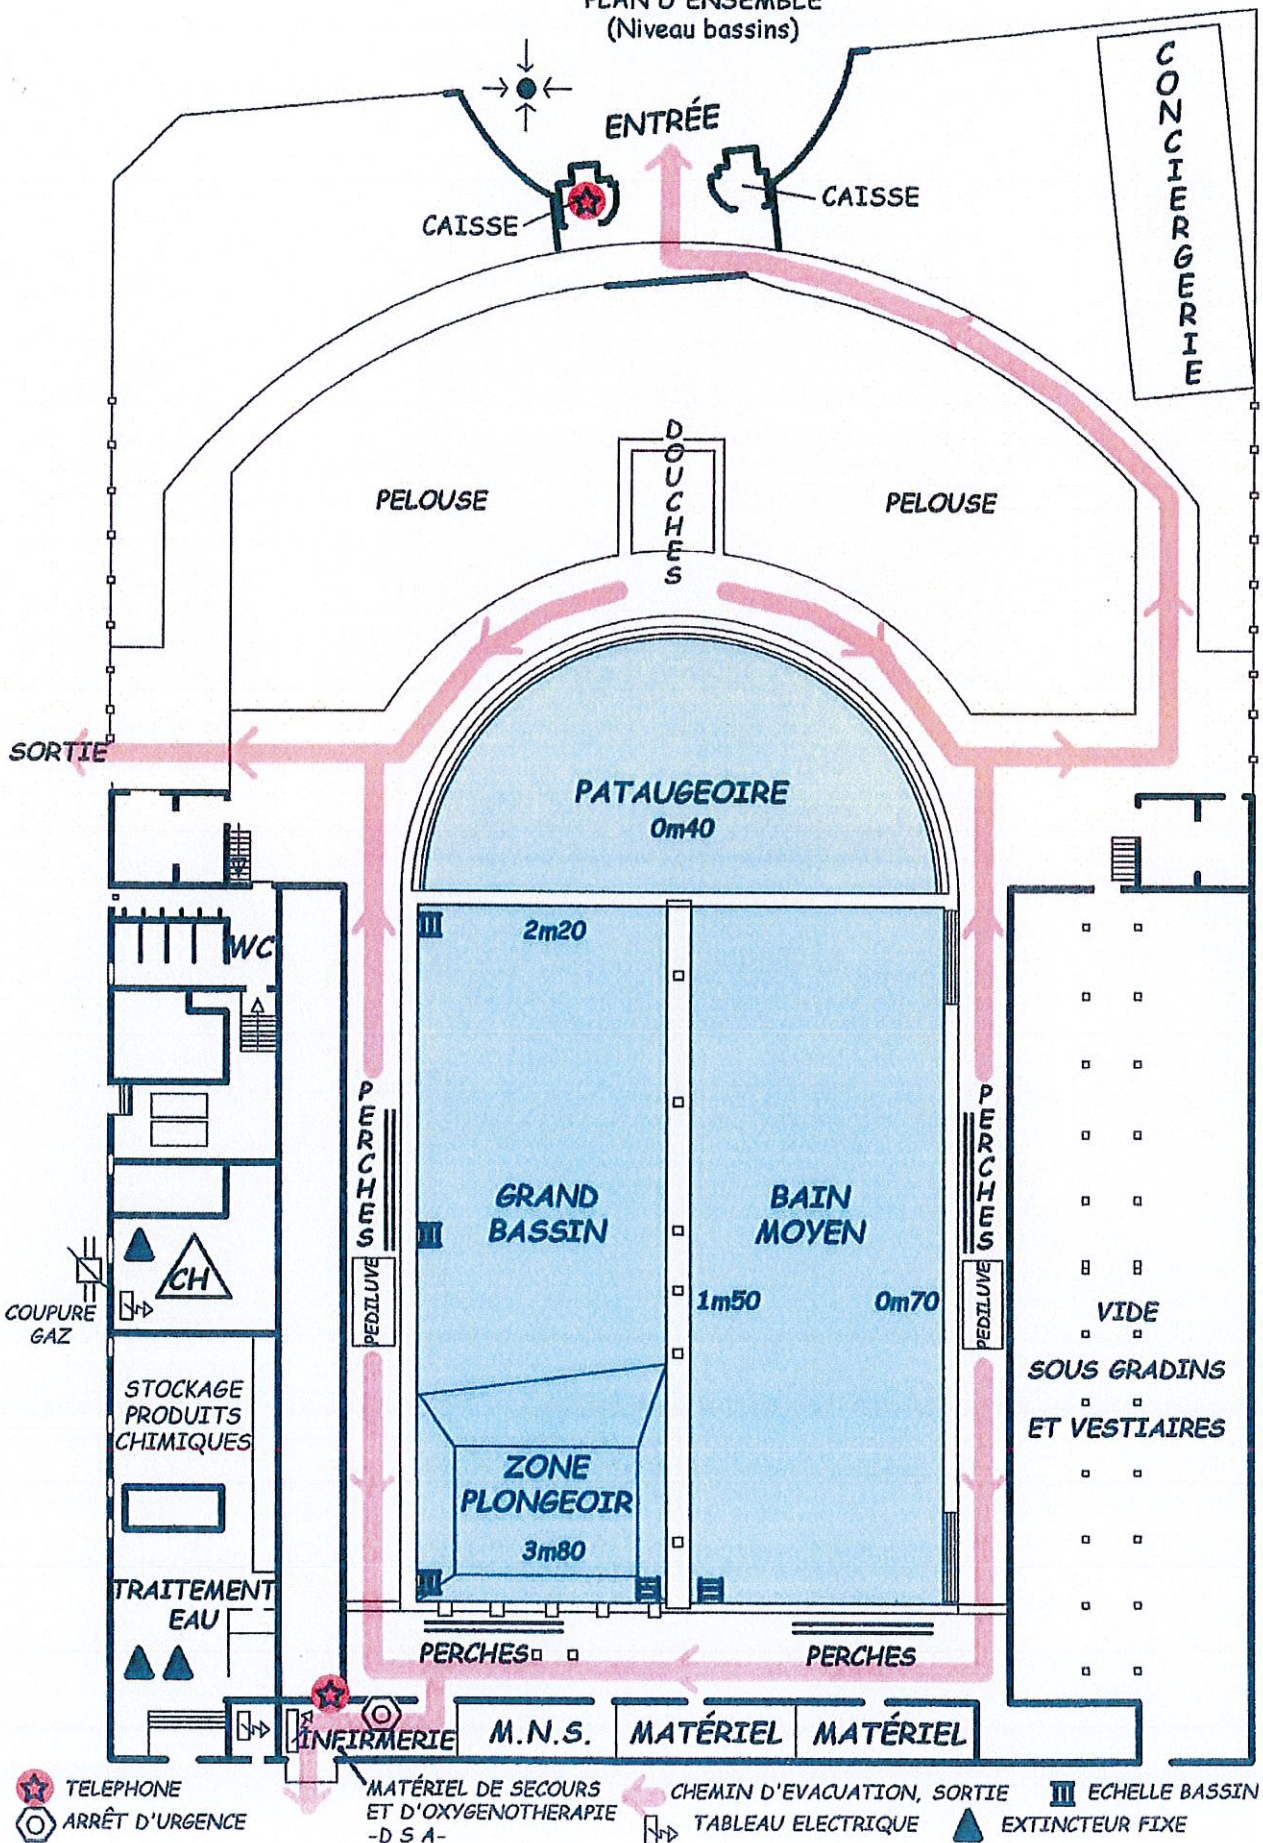 PLAN D'ENSEMBLE
(Niveau bassins)
ENTRÉE
CAISSE
CAISSE
CONCIERGERIE
DOUCHES
PELOUSE
PELOUSE
SORTIE
PATAUGEOIRE
0m40
WC
2m20
PERCHES
PERCHES
GRAND
BASSIN
BAIN
MOYEN
CH
COUPURE
GAZ
PEDILUVE
1m50
0m70
PEDILUVE
VIDE
SOUS GRADINS
ET VESTIAIRES
STOCKAGE
PRODUITS
CHIMIQUES
ZONE
PLONGEOIR
3m80
TRAITEMENT
EAU
PERCHES
PERCHES
INFIRMERIE
M.N.S.
MATÉRIEL
MATÉRIEL
TELEPHONE
ARRÊT D'URGENCE
MATÉRIEL DE SECOURS
ET D'OXYGENOTHERAPIE
-D S A-
CHEMIN D'EVACUATION, SORTIE
TABLEAU ELECTRIQUE
ECHELLE BASSIN
EXTINCTEUR FIXE